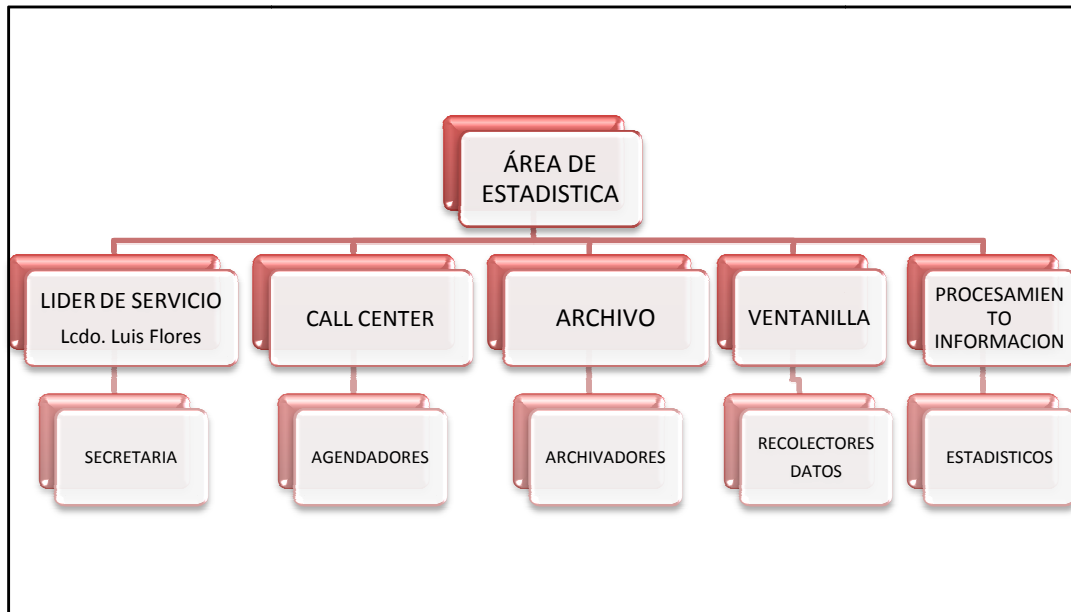 ÁREA DE
ESTADISTICA
LIDER DE SERVICIO
Lcdo. Luis Flores
CALL CENTER
ARCHIVO
VENTANILLA
PROCESAMIEN
TO
INFORMACION
SECRETARIA
AGENDADORES
ARCHIVADORES
RECOLECTORES
DATOS
ESTADISTICOS